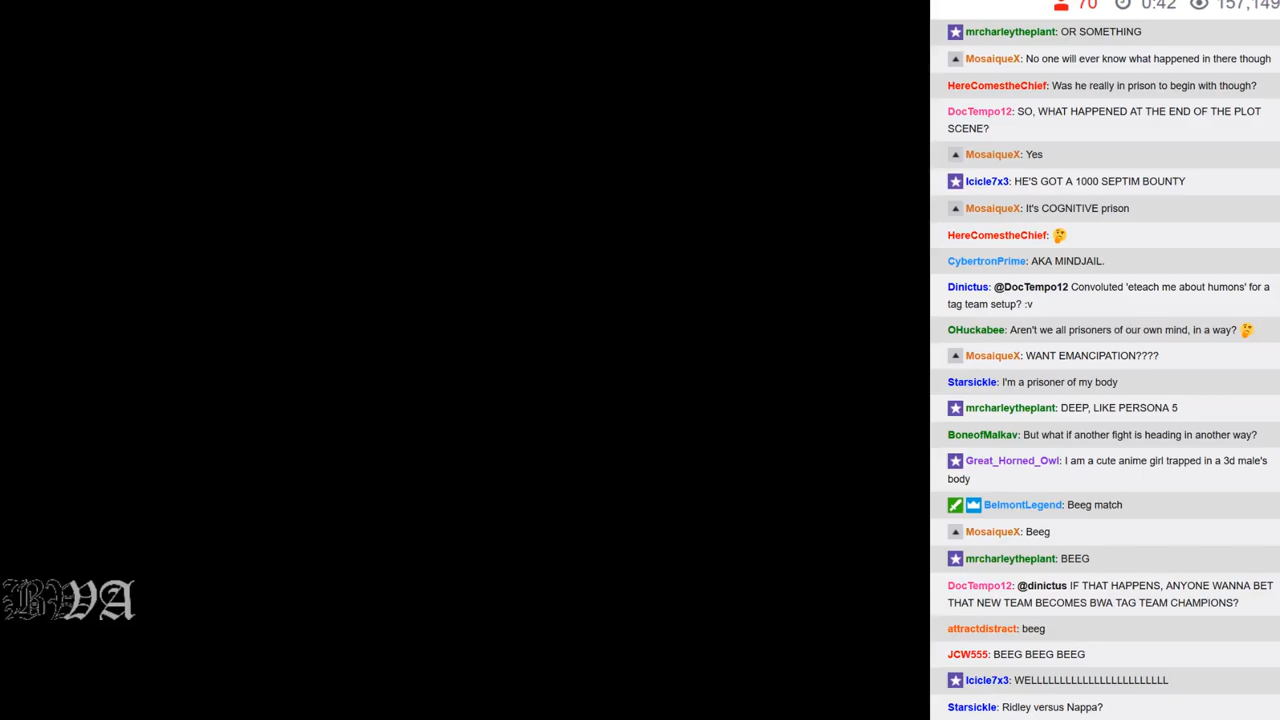 70 0:42 157,149
mrcharleytheplant: OR SOMETHING
MosaiqueX: No one will ever know what happened in there though
HereComestheChief: Was he really in prison to begin with though?
DocTempo12: SO, WHAT HAPPENED AT THE END OF THE PLOT
SCENE?
MosaiqueX: Yes
Icicle7x3: HE'S GOT A 1000 SEPTIM BOUNTY
MosaiqueX: It's COGNITIVE prison
HereComestheChief: 🤔
CybertronPrime: AKA MINDJAIL.
Dinictus: @DocTempo12 Convoluted 'eteach me about humons' for a
tag team setup? :v
OHuckabee: Aren't we all prisoners of our own mind, in a way? 🤔
MosaiqueX: WANT EMANCIPATION????
Starsickle: I'm a prisoner of my body
mrcharleytheplant: DEEP, LIKE PERSONA 5
BoneofMalkav: But what if another fight is heading in another way?
Great_Horned_Owl: I am a cute anime girl trapped in a 3d male's
body
BelmontLegend: Beeg match
MosaiqueX: Beeg
mrcharleytheplant: BEEG
DocTempo12: @dinictus IF THAT HAPPENS, ANYONE WANNA BET
THAT NEW TEAM BECOMES BWA TAG TEAM CHAMPIONS?
attractdistract: beeg
JCW555: BEEG BEEG BEEG
Icicle7x3: WELLLLLLLLLLLLLLLLLLLLLLLL
Starsickle: Ridley versus Nappa?
BVA